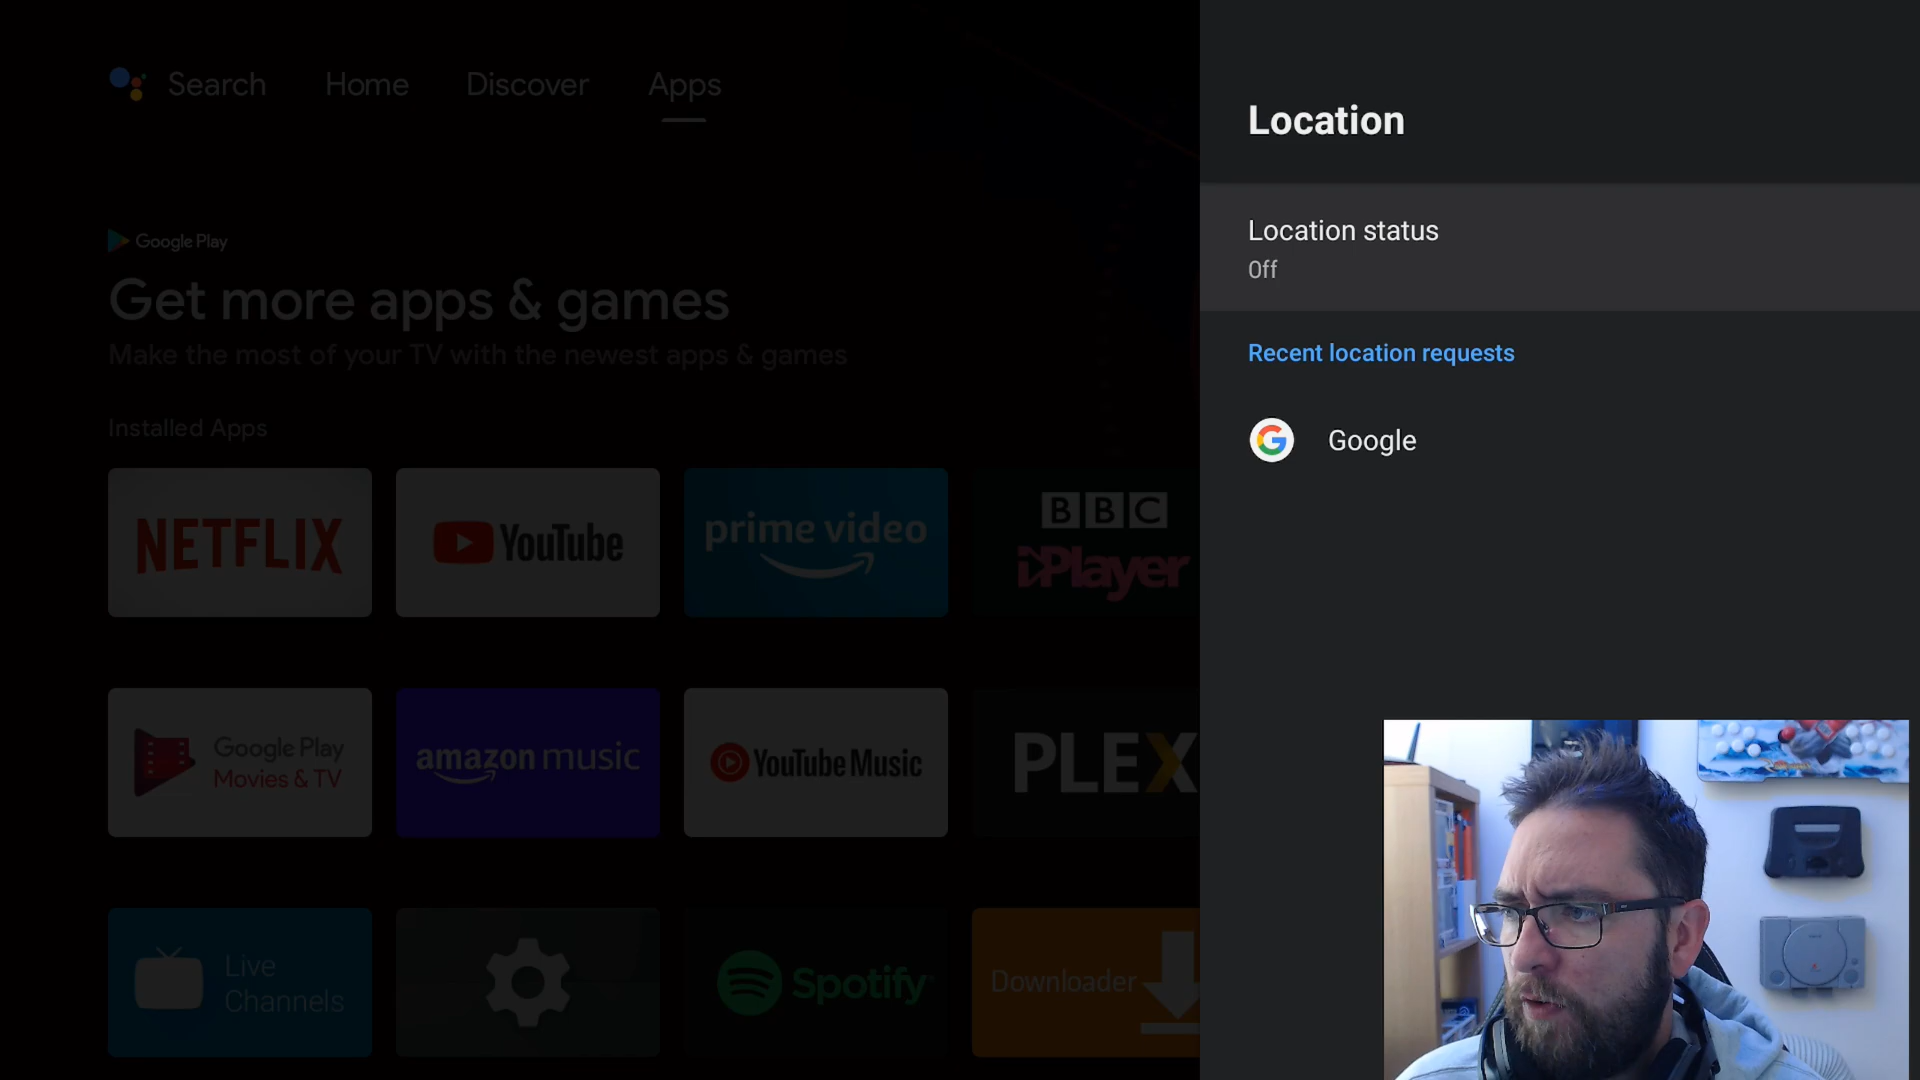 Search Home Discover Apps
Google Play
Get more apps & games
Make the most of your TV with the newest apps & games
Installed Apps
NETFLIX
YouTube
prime video
BBC
iPlayer
Google Play
Movies & TV
amazon music
YouTube Music
PLEX
Live
Channels
Spotify
Downloader
Location
Location status
Off
Recent location requests
Google